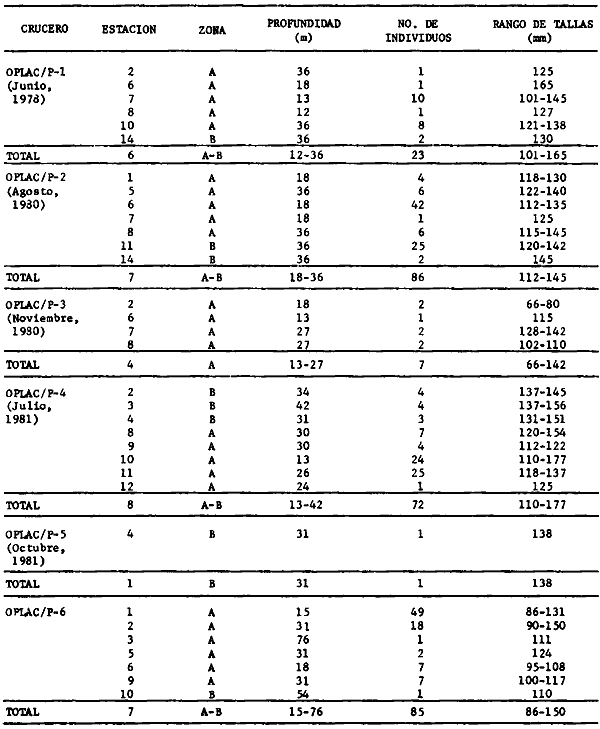 CRUCERO ESTACION ZONA PROFUNDIDAD (m) NO. DE INDIVIDUOS RANGO DE TALLAS (mm)
OPLAC/P-1 2 A 36 1 125
(Junio, 6 A 18 1 165
1978) 7 A 13 10 101-145
8 A 12 1 127
10 A 36 8 121-138
14 B 36 2 130
TOTAL 6 A-B 12-36 23 101-165
OPLAC/P-2 1 A 18 4 118-130
(Agosto, 5 A 36 6 122-140
1980) 6 A 18 42 112-135
7 A 18 1 125
8 A 36 6 115-145
11 B 36 25 120-142
14 B 36 2 145
TOTAL 7 A-B 18-36 86 112-145
OPLAC/P-3 2 A 18 2 66-80
(Noviembre, 6 A 13 1 115
1980) 7 A 27 2 128-142
8 A 27 2 102-110
TOTAL 4 A 13-27 7 66-142
OPLAC/P-4 2 B 34 4 137-145
(Julio, 3 B 42 4 137-156
1981) 4 B 31 3 131-151
8 A 30 7 120-154
9 A 30 4 112-122
10 A 13 24 110-177
11 A 26 25 118-137
12 A 24 1 125
TOTAL 8 A-B 13-42 72 110-177
OPLAC/P-5 4 B 31 1 138
(Octubre,
1981)
TOTAL 1 B 31 1 138
OPLAC/P-6 1 A 15 49 86-131
2 A 31 18 90-150
3 A 76 1 111
5 A 31 2 124
6 A 18 7 95-108
9 A 31 7 100-117
10 B 54 1 110
TOTAL 7 A-B 15-76 85 86-150